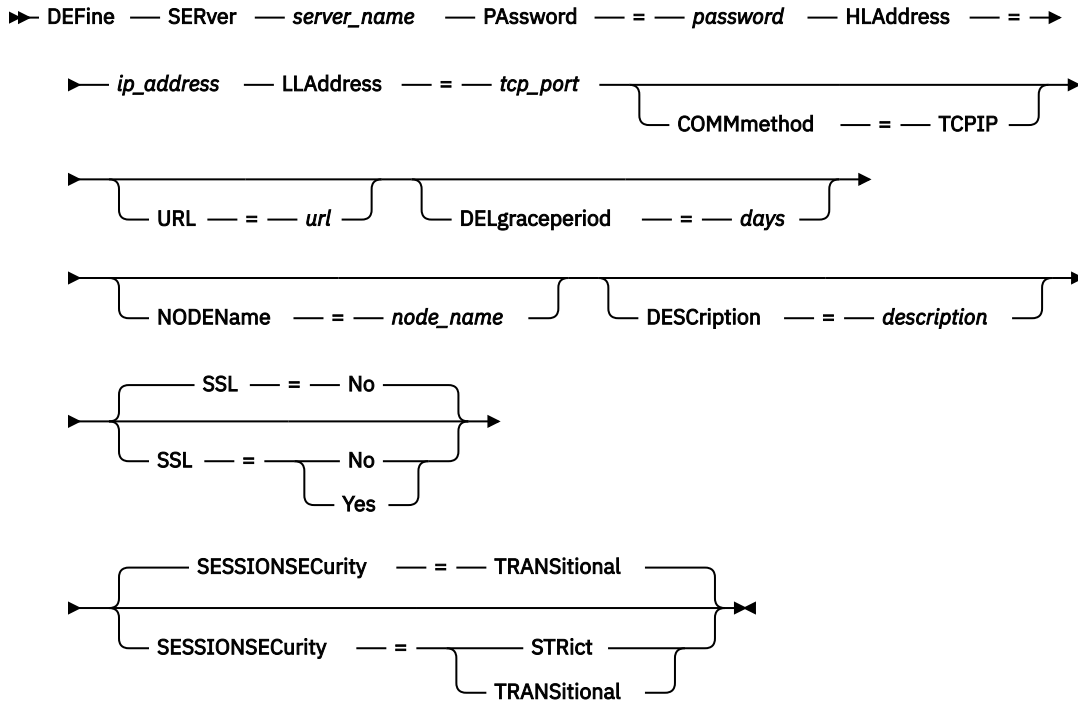 DEFine SERver server_name PAssword = password HLAddress =
ip_address LLAddress = tcp_port
COMMmethod = TCPIP
URL = url DELgraceperiod = days
NODEName = node_name DESCription = description
SSL = No
SSL = No
Yes
SESSIONSECurity = TRANSitional
SESSIONSECurity = STRict
TRANSitional